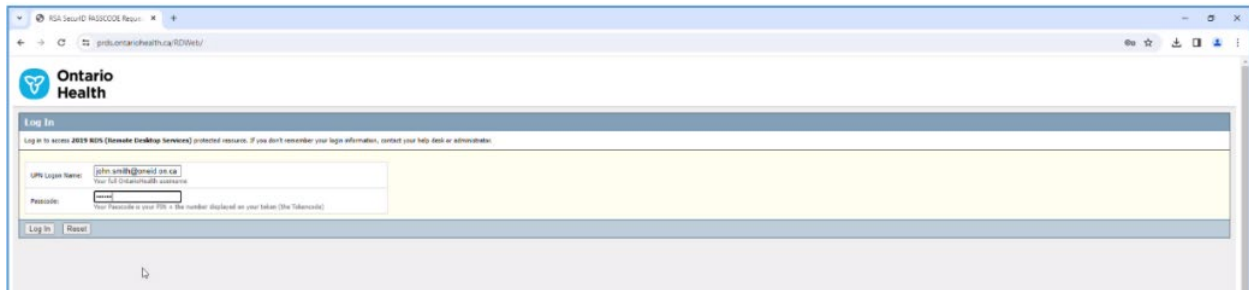 RSA SecurID PASSCODE Requi
prds.ontariohealth.ca/RDWeb/
Ontario
Health
Log In
Log in to access 2019 RDS (Remote Desktop Services) protected resource. If you don't remember your login information, contact your help desk or administrator.
UPN Logon Name: john.smith@oneid.on.ca
Your full OntarioHealth username
Passcode: ······
Your Passcode is your PIN + the number displayed on your token (the Tokencode)
Log In Reset